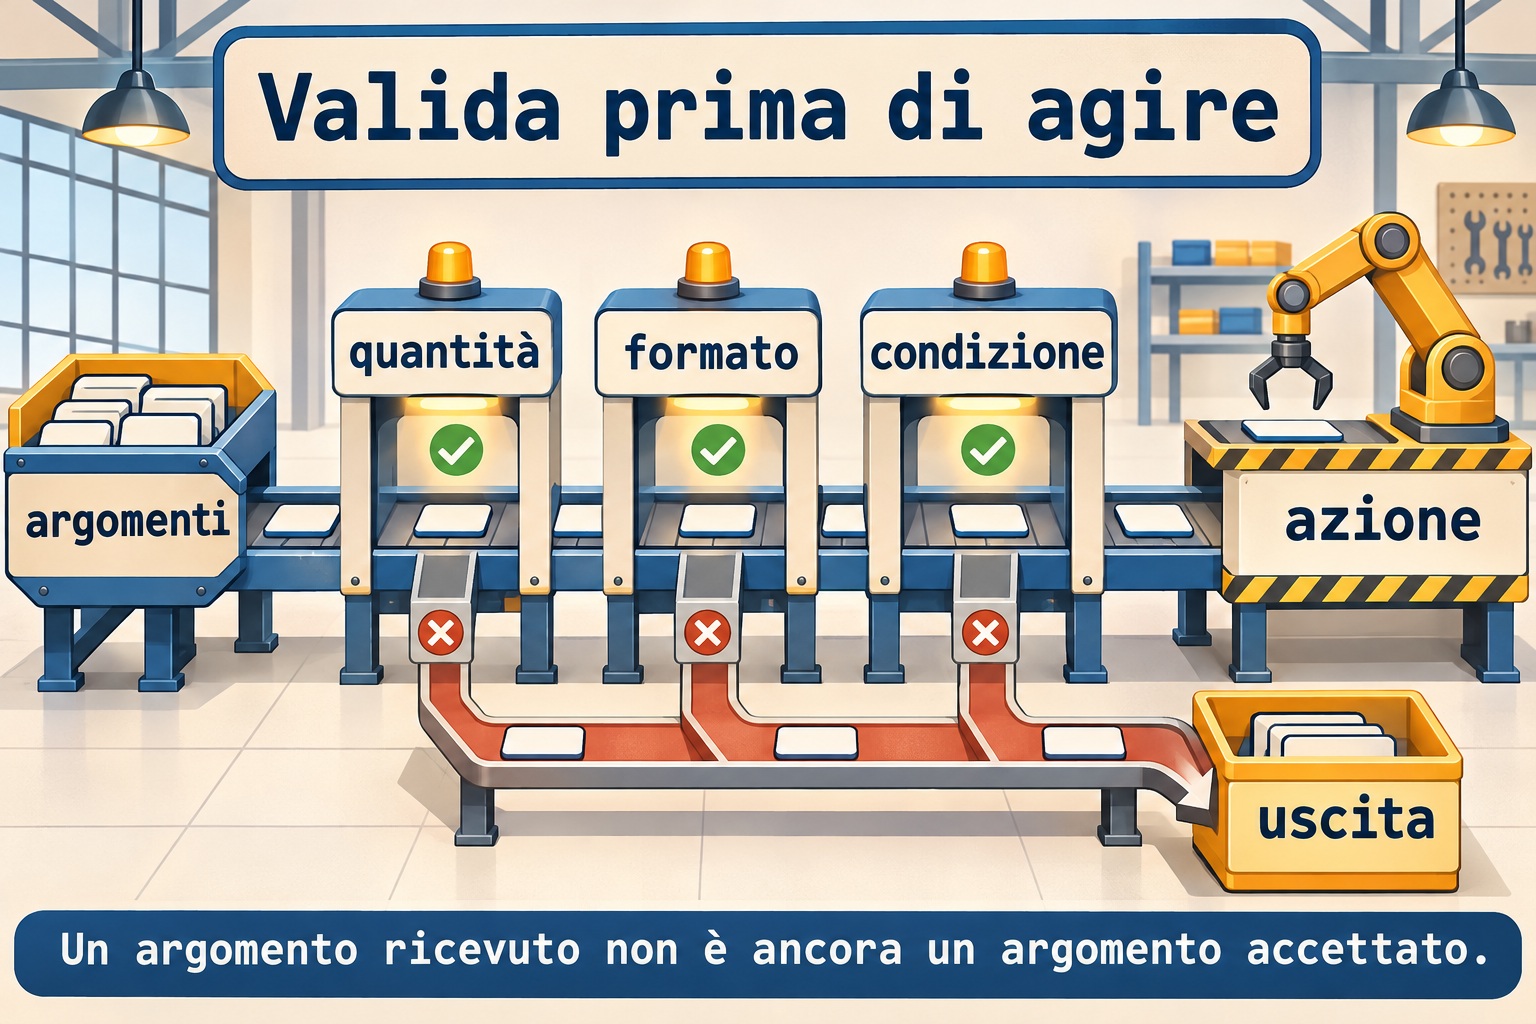 Valida prima di agire
quantità
formato
condizione
argomenti
azione
uscita
Un argomento ricevuto non è ancora un argomento accettato.